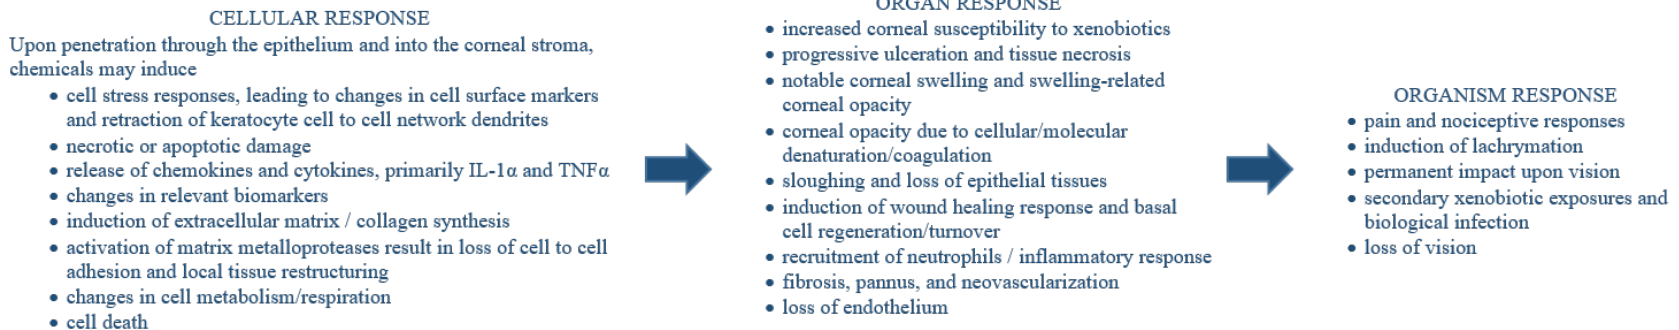 CELLULAR RESPONSE
Upon penetration through the epithelium and into the corneal stroma,
chemicals may induce
• cell stress responses, leading to changes in cell surface markers
and retraction of keratocyte cell to cell network dendrites
• necrotic or apoptotic damage
• release of chemokines and cytokines, primarily IL-1α and TNFα
• changes in relevant biomarkers
• induction of extracellular matrix / collagen synthesis
• activation of matrix metalloproteases result in loss of cell to cell
adhesion and local tissue restructuring
• changes in cell metabolism/respiration
• cell death
ORGAN RESPONSE
• increased corneal susceptibility to xenobiotics
• progressive ulceration and tissue necrosis
• notable corneal swelling and swelling-related
corneal opacity
• corneal opacity due to cellular/molecular
denaturation/coagulation
• sloughing and loss of epithelial tissues
• induction of wound healing response and basal
cell regeneration/turnover
• recruitment of neutrophils / inflammatory response
• fibrosis, pannus, and neovascularization
• loss of endothelium
ORGANISM RESPONSE
• pain and nociceptive responses
• induction of lachrymation
• permanent impact upon vision
• secondary xenobiotic exposures and
biological infection
• loss of vision